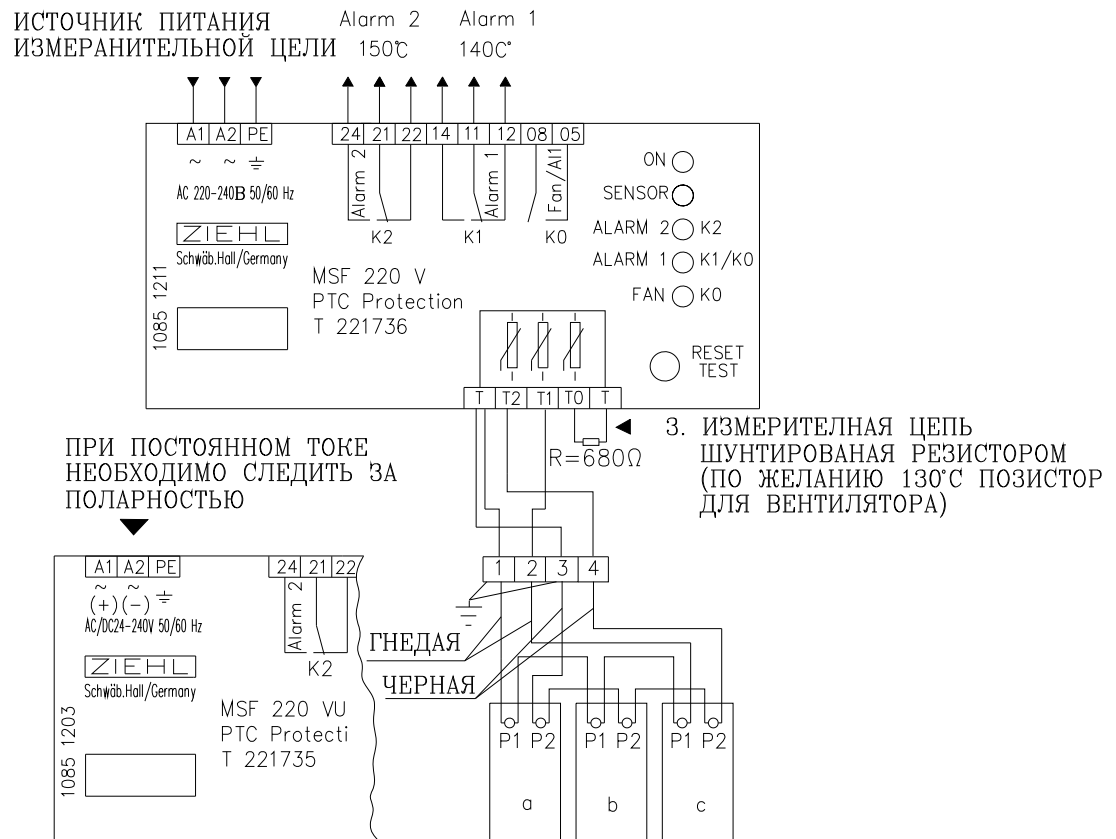 ИСТОЧНИК ПИТАНИЯ
ИЗМЕРАНИТЕЛЬНОЙ ЦЕЛИ
Alarm 2
150℃
Alarm 1
140C°
A1 A2 PE
24 21 22 14 11 12 08 05
~ ~
AC 220-240В 50/60 Hz
ZIEHL
Schwäb.Hall/Germany
1085 1211
Alarm 2
K2
Alarm 1
K1
Fan/Al1
K0
MSF 220 V
PTC Protection
T 221736
ON
SENSOR
ALARM 2 K2
ALARM 1 K1/K0
FAN K0
RESET
TEST
T T2 T1 T0 T
R=680Ω
3. ИЗМЕРИТЕЛНАЯ ЦЕПЬ
ШУНТИРОВАНАЯ РЕЗИСТОРОМ
(ПО ЖЕЛАНИЮ 130°С ПОЗИСТОР
ДЛЯ ВЕНТИЛЯТОРА)
ПРИ ПОСТОЯННОМ ТОКЕ
НЕОБХОДИМО СЛЕДИТЬ ЗА
ПОЛАРНОСТЬЮ
A1 A2 PE
24 21 22
~ ~
(+) (-)
AC/DC24-240V 50/60 Hz
ZIEHL
Schwäb.Hall/Germany
1085 1203
Alarm 2
K2
MSF 220 VU
PTC Protecti
T 221735
1 2 3 4
ГНЕДАЯ
ЧЕРНАЯ
P1 P2 P1 P2 P1 P2
a b c